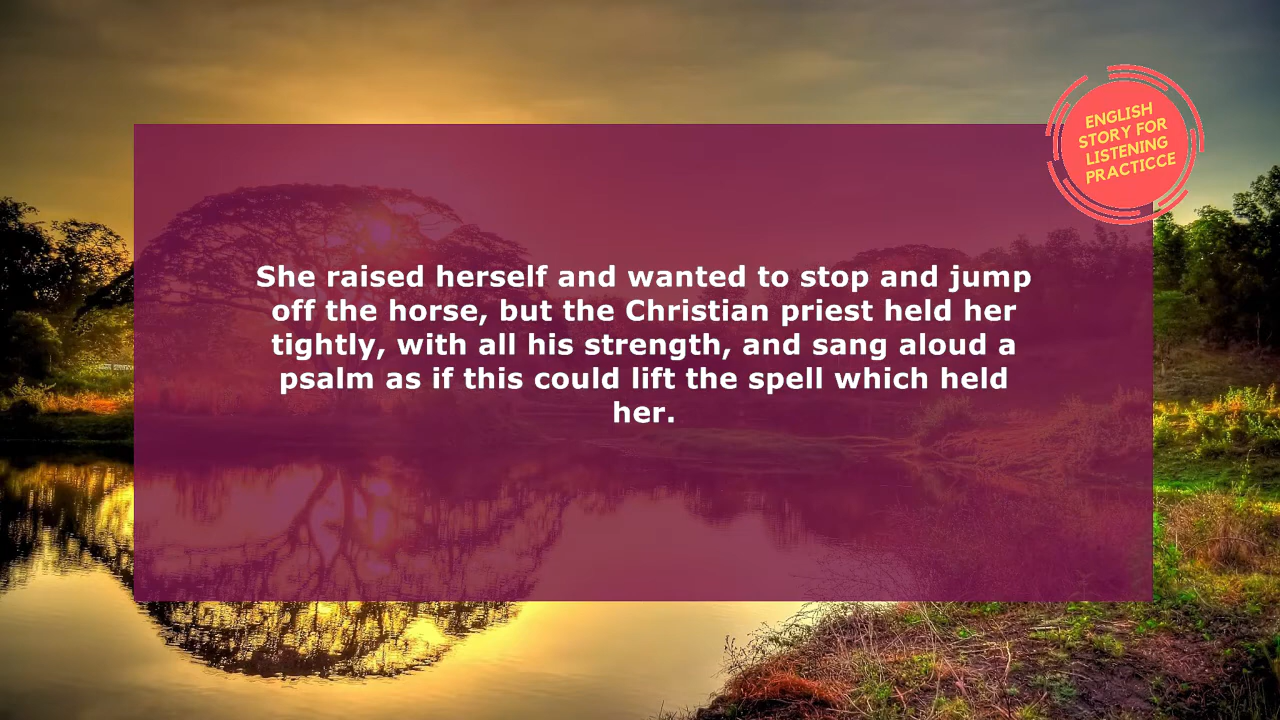 ENGLISH
STORY FOR
LISTENING
PRACTICCE
She raised herself and wanted to stop and jump
off the horse, but the Christian priest held her
tightly, with all his strength, and sang aloud a
psalm as if this could lift the spell which held
her.